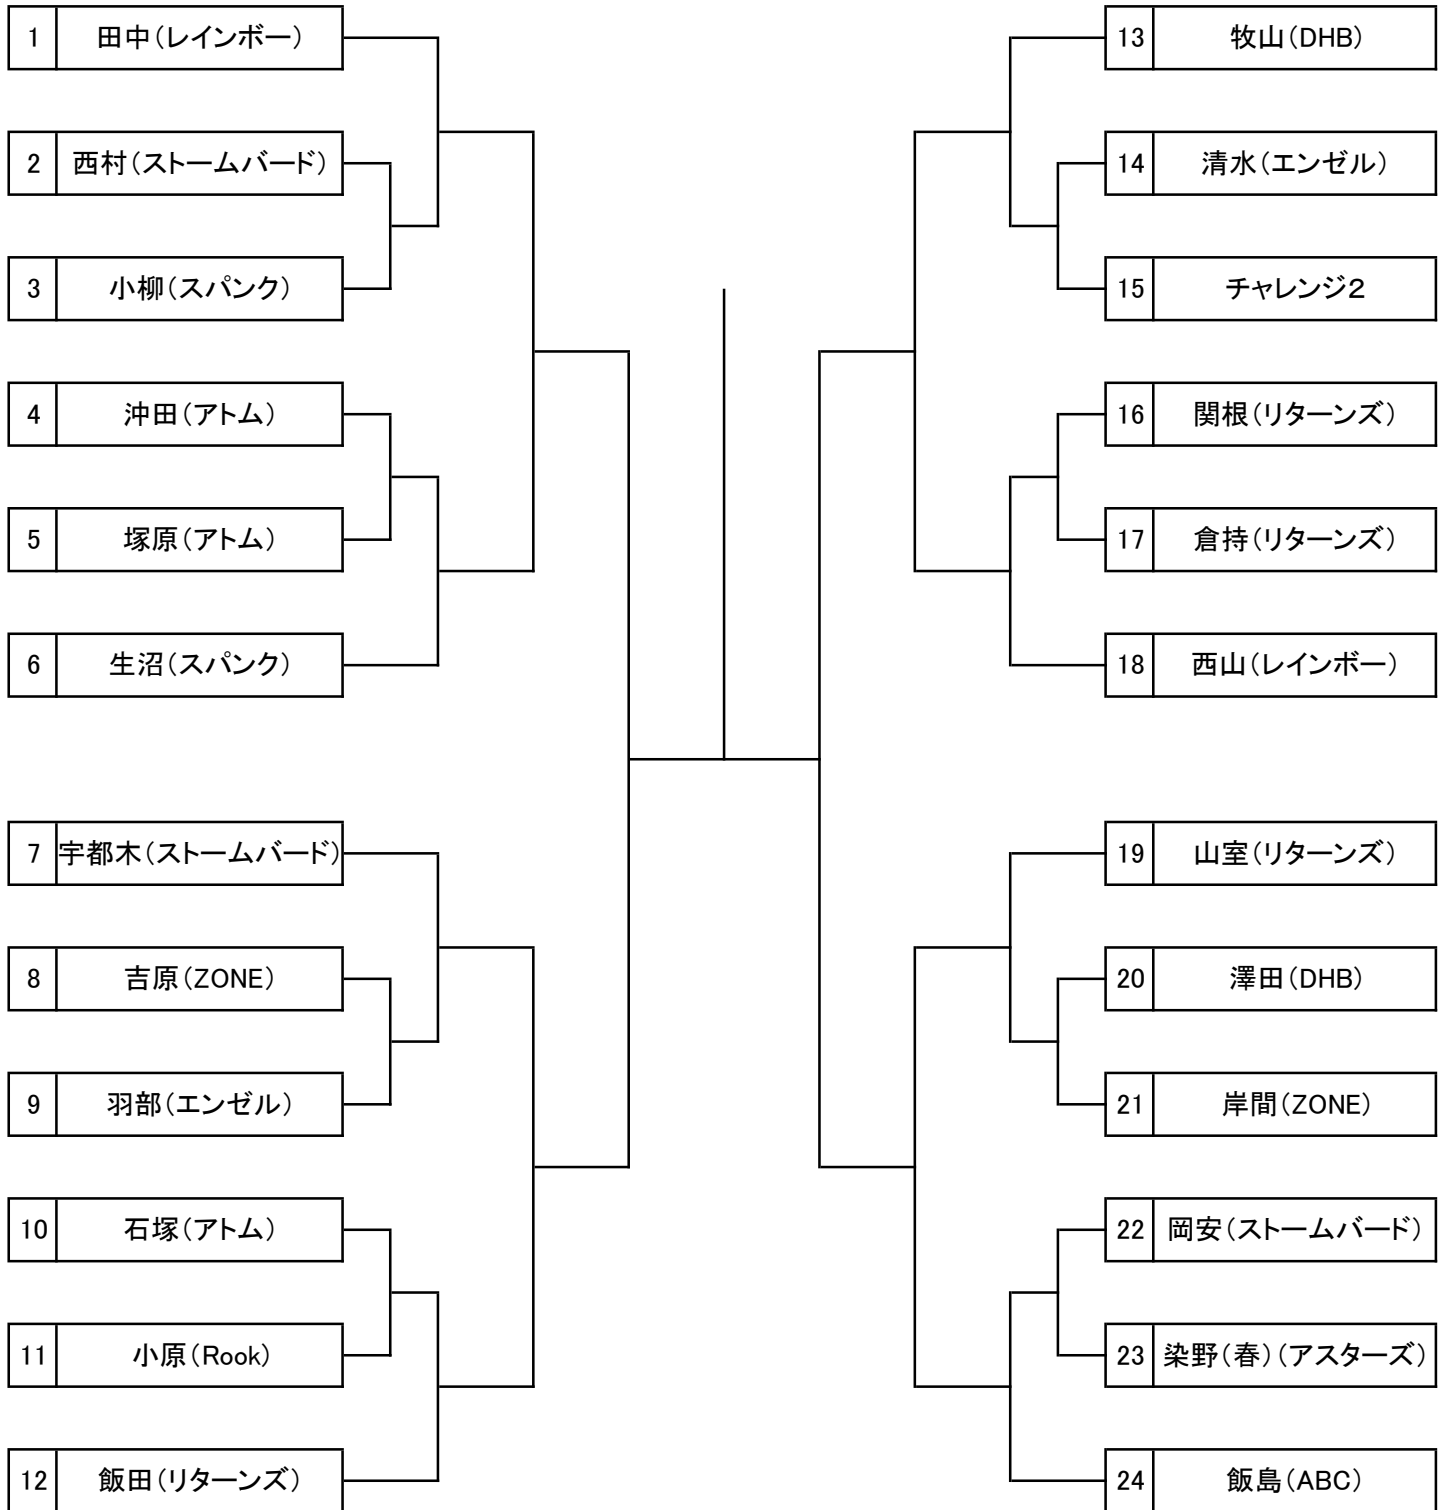 1 田中（レインボー）
2 西村（ストームバード）
3 小柳（スパンク）
4 沖田（アトム）
5 塚原（アトム）
6 生沼（スパンク）
7 宇都木（ストームバード）
8 吉原（ZONE）
9 羽部（エンゼル）
10 石塚（アトム）
11 小原（Rook）
12 飯田（リターンズ）
13 牧山（DHB）
14 清水（エンゼル）
15 チャレンジ２
16 関根（リターンズ）
17 倉持（リターンズ）
18 西山（レインボー）
19 山室（リターンズ）
20 澤田（DHB）
21 岸間（ZONE）
22 岡安（ストームバード）
23 染野（春）（アスターズ）
24 飯島（ABC）